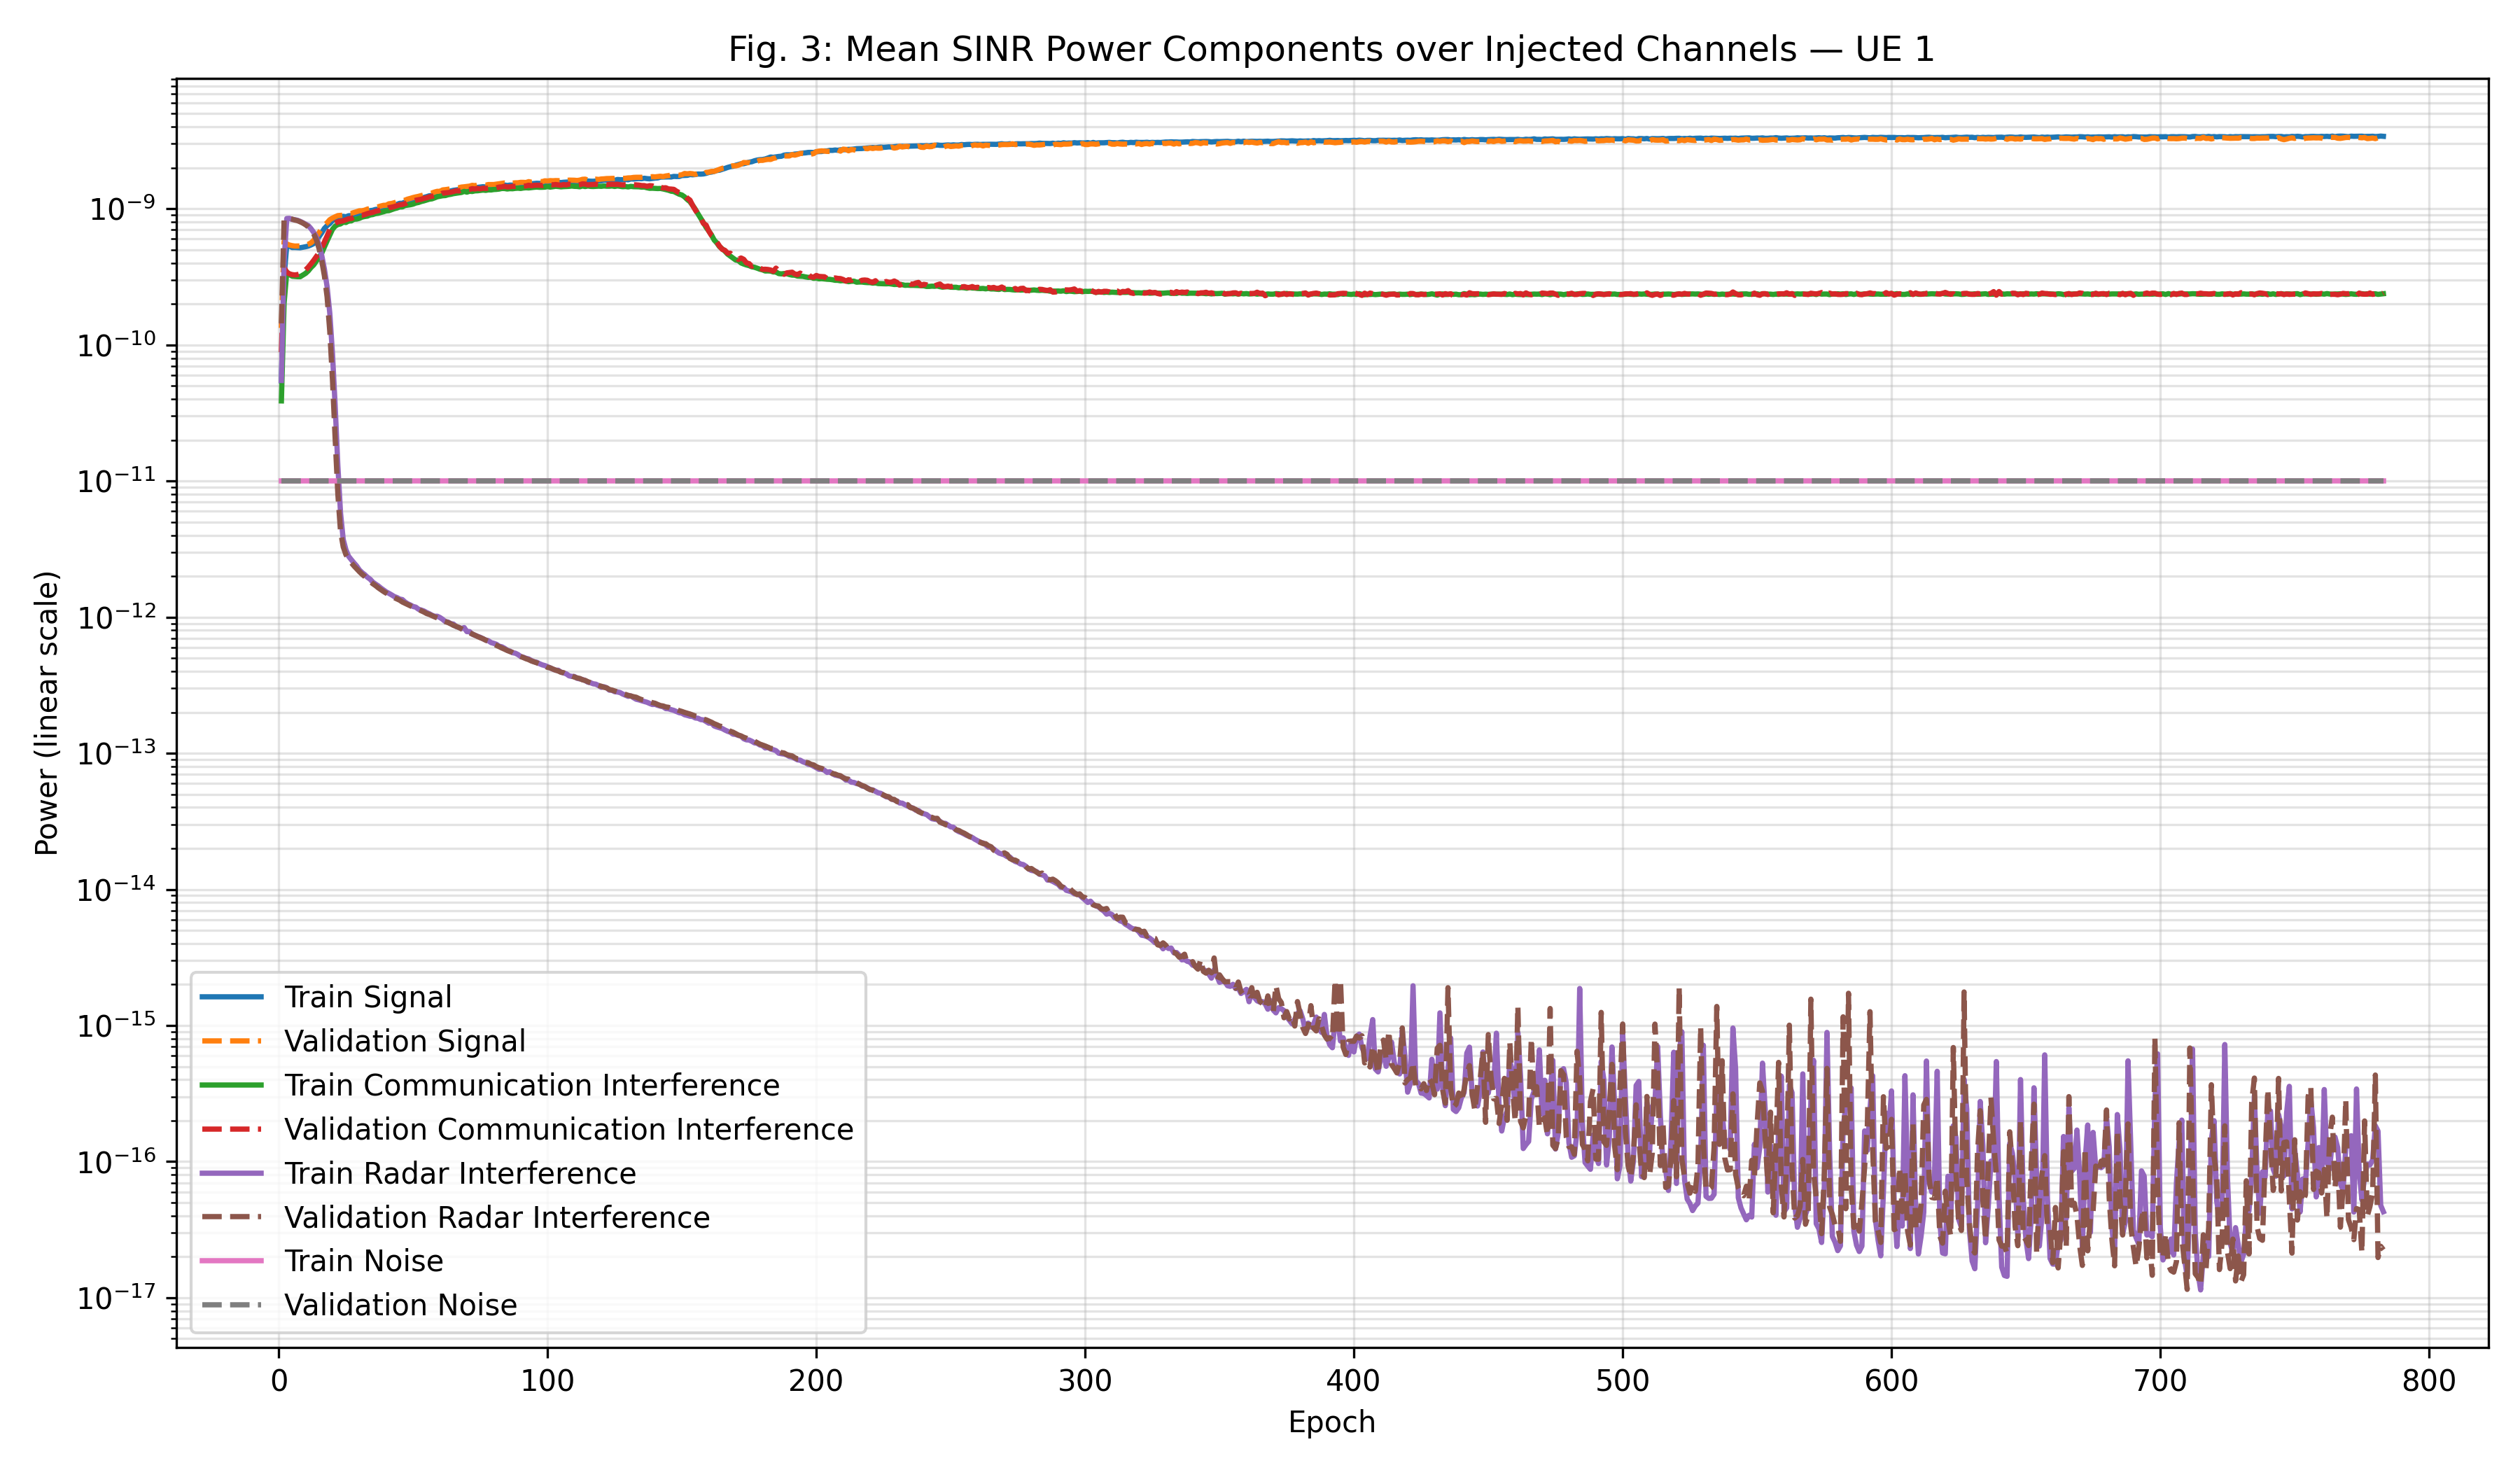 Fig. 3: Mean SINR Power Components over Injected Channels — UE 1
Power (linear scale)
10⁻⁹
10⁻¹⁰
10⁻¹¹
10⁻¹²
10⁻¹³
10⁻¹⁴
10⁻¹⁵
10⁻¹⁶
10⁻¹⁷
Train Signal
Validation Signal
Train Communication Interference
Validation Communication Interference
Train Radar Interference
Validation Radar Interference
Train Noise
Validation Noise
0 100 200 300 400 500 600 700 800
Epoch